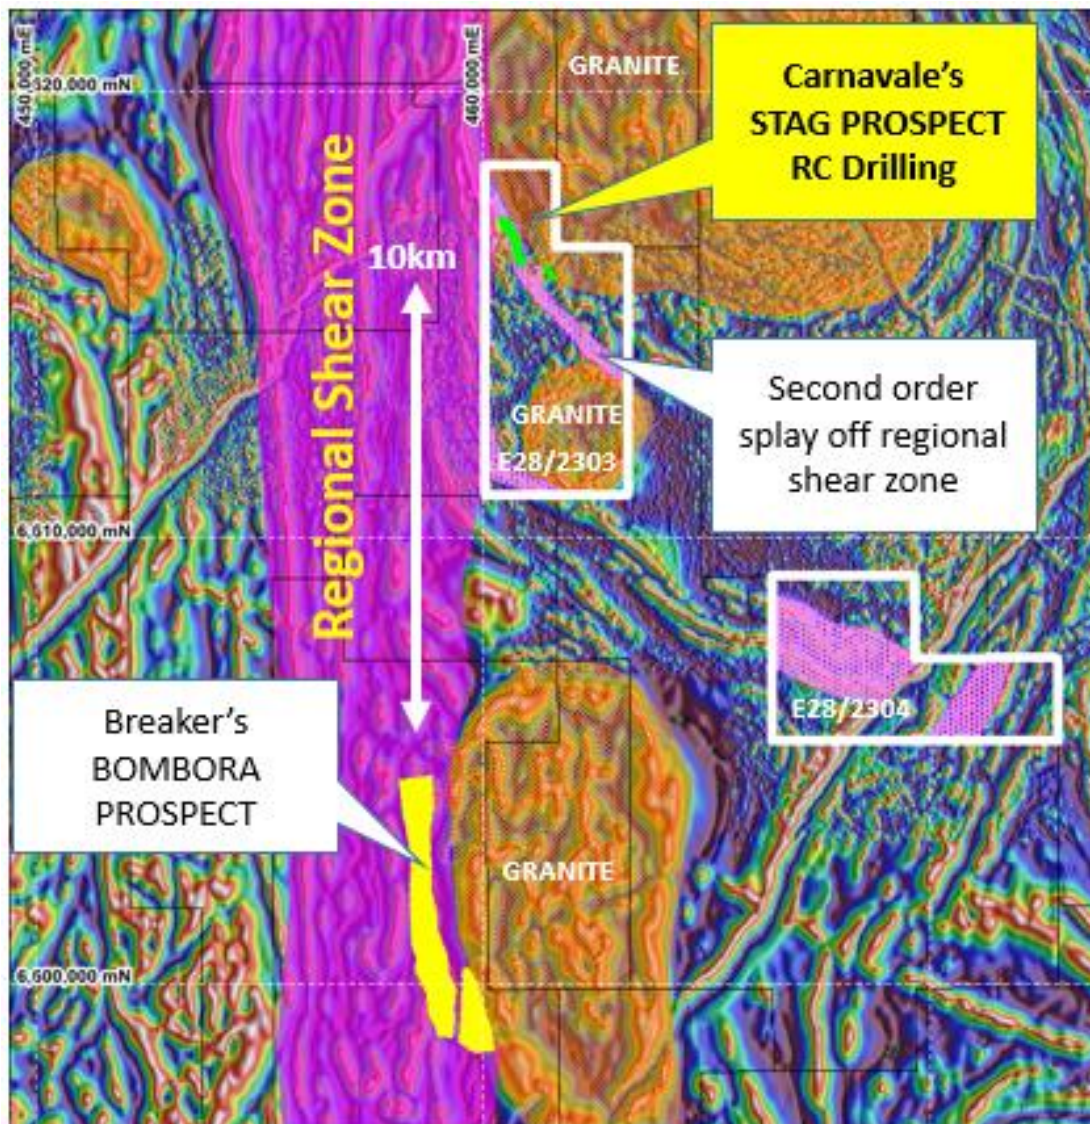 450,000 mE
460,000 mE
620,000 mN
GRANITE
Carnavale's
STAG PROSPECT
RC Drilling
Regional Shear Zone
10km
Second order
splay off regional
shear zone
GRANITE
E28/2303
6,610,000 mN
E28/2304
Breaker's
BOMBORA
PROSPECT
GRANITE
6,600,000 mN